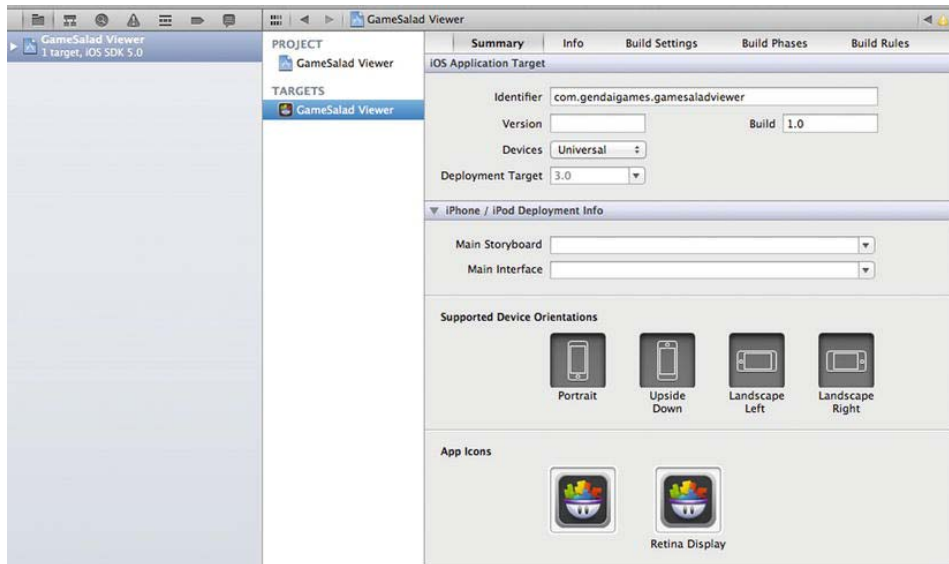 GameSalad Viewer
GameSalad Viewer
1 target, iOS SDK 5.0
PROJECT
GameSalad Viewer
TARGETS
GameSalad Viewer
Summary Info Build Settings Build Phases Build Rules
iOS Application Target
Identifier com.gendaigames.gamesaladviewer
Version Build 1.0
Devices Universal
Deployment Target 3.0
iPhone / iPod Deployment Info
Main Storyboard
Main Interface
Supported Device Orientations
Portrait Upside Down Landscape Left Landscape Right
App Icons
Retina Display